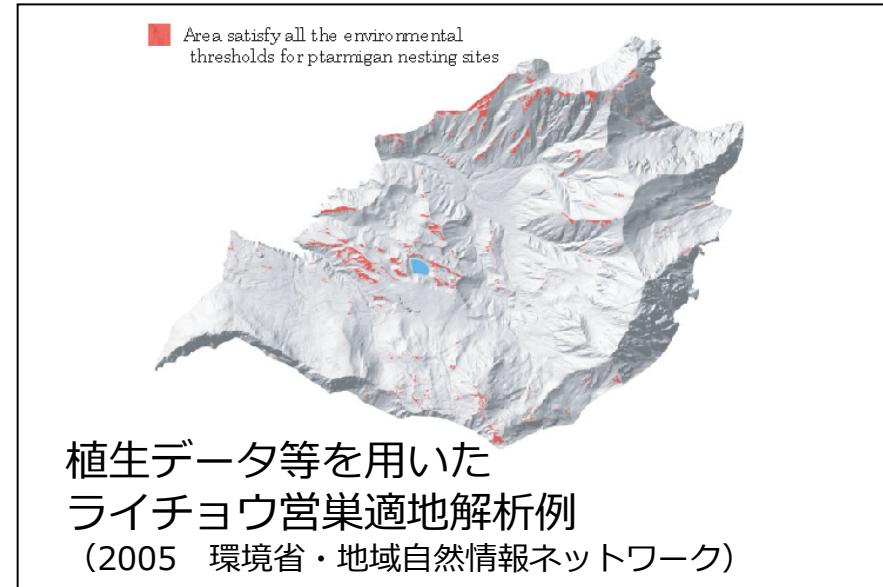 Area satisfy all the environmental
thresholds for ptarmigan nesting sites
植生データ等を用いた
ライチョウ営巣適地解析例
（2005　環境省・地域自然情報ネットワーク）